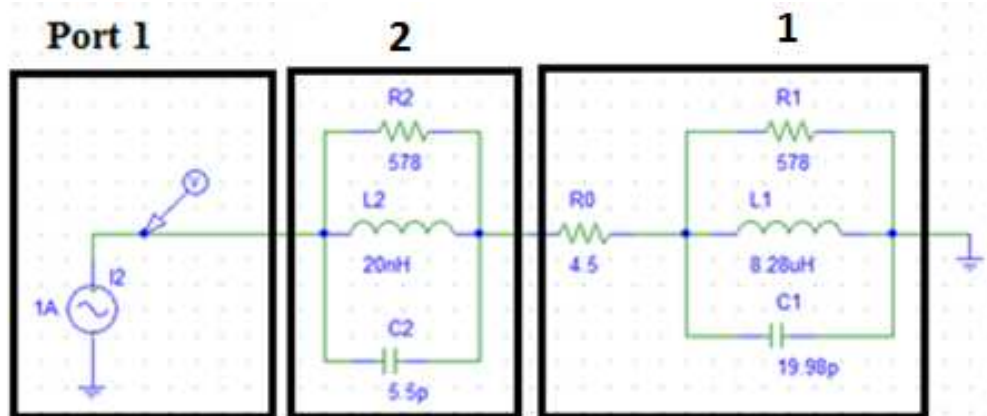 Port 1
2
1
R2
578
L2
20nH
C2
5.5p
R1
578
R0
4.5
L1
8.28uH
C1
19.98p
V
I2
1A